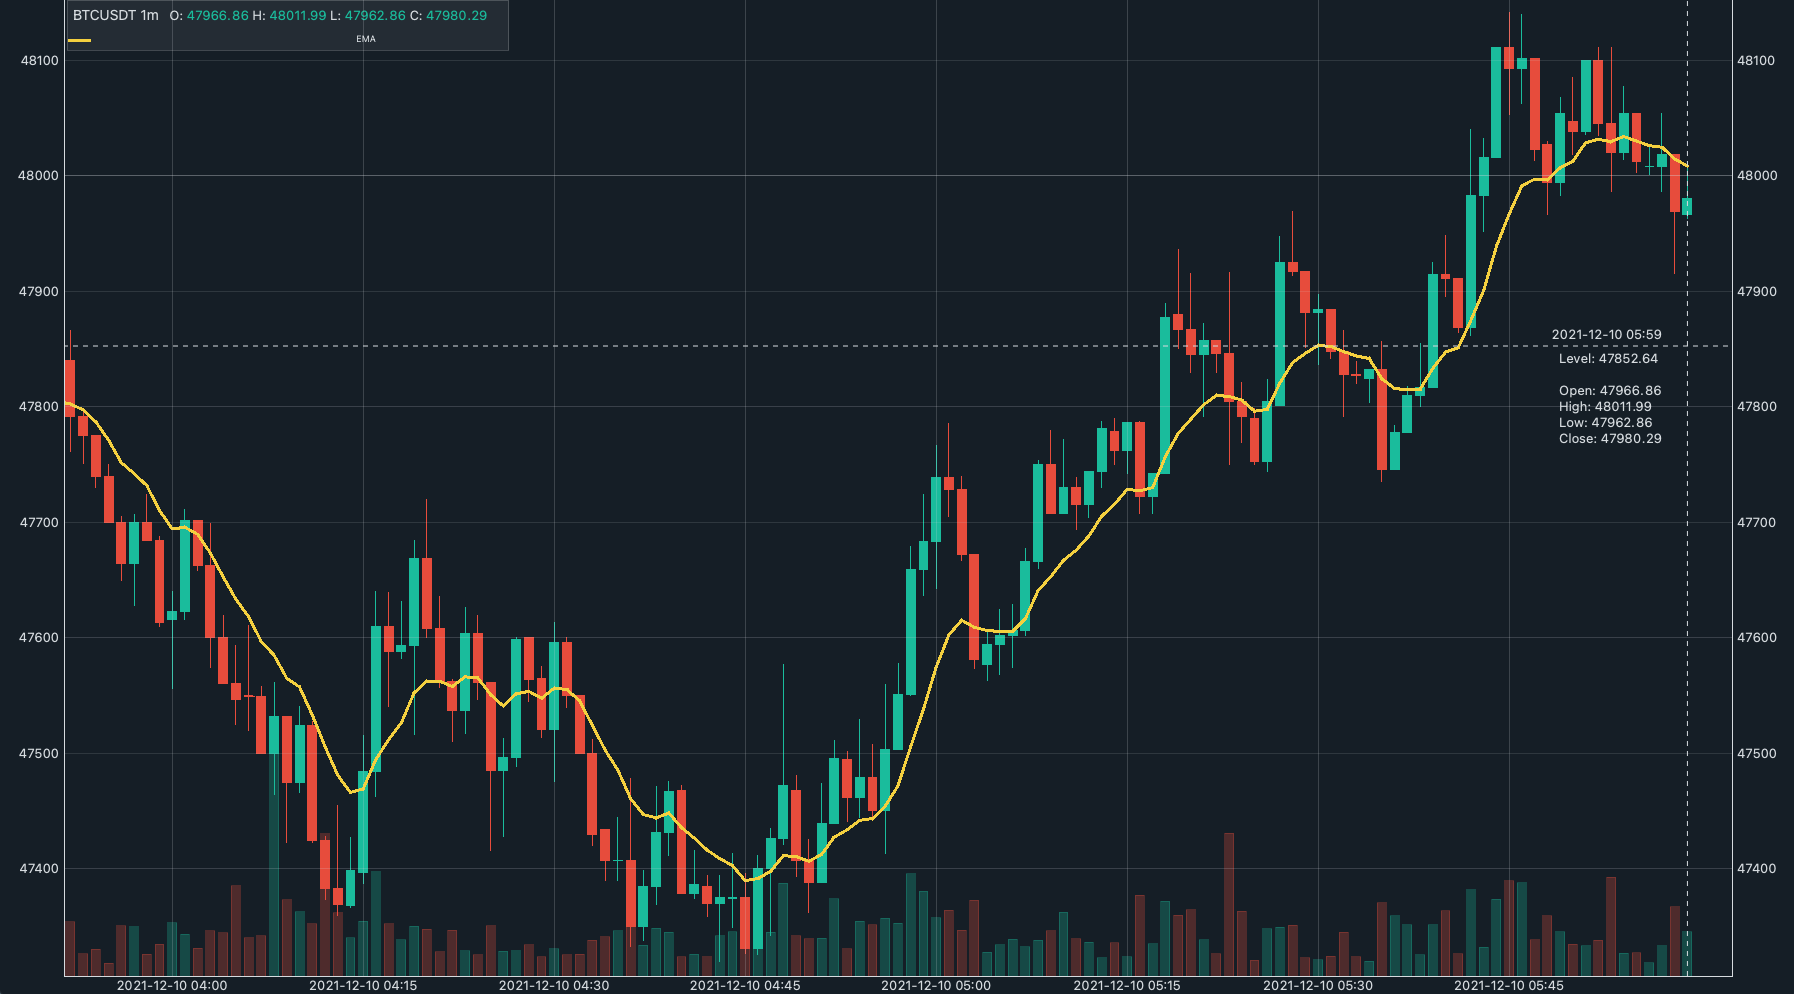 BTCUSDT 1m O: 47966.86 H: 48011.99 L: 47962.86 C: 47980.29
EMA
48100 48100
48000 48000
47900 47900
2021-12-10 05:59
Level: 47852.64
Open: 47966.86
47800 High: 48011.99 47800
Low: 47962.86
Close: 47980.29
47700 47700
47600 47600
47500 47500
47400 47400
2021-12-10 04:00 2021-12-10 04:15 2021-12-10 04:30 2021-12-10 04:45 2021-12-10 05:00 2021-12-10 05:15 2021-12-10 05:30 2021-12-10 05:45